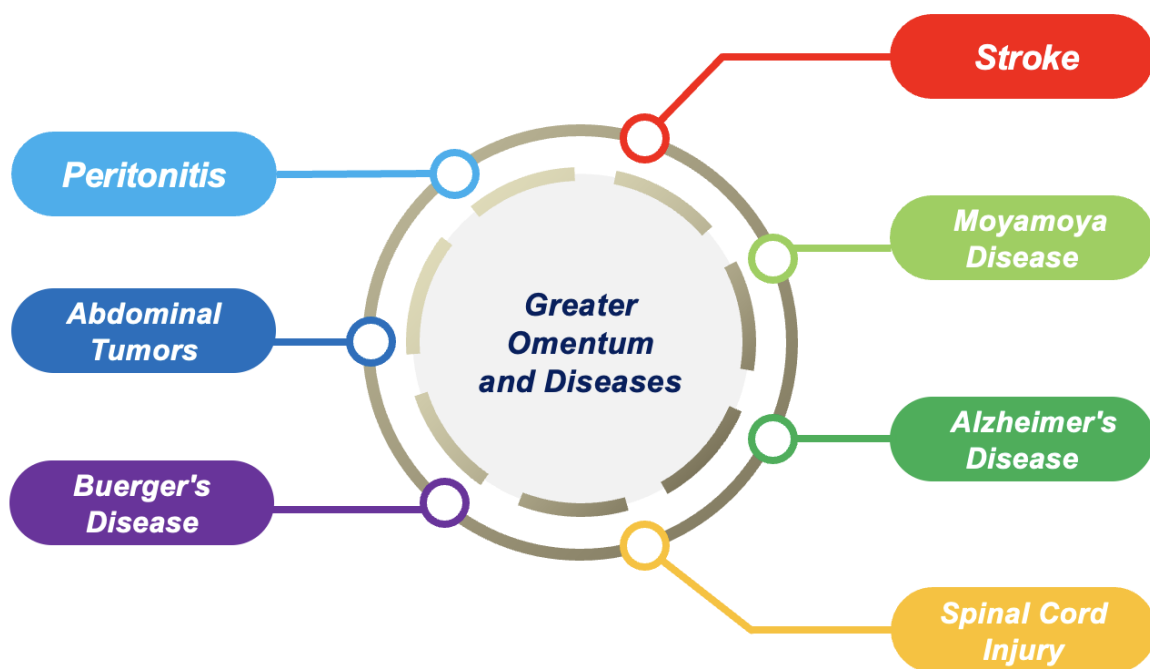 Stroke
Peritonitis
Moyamoya
Disease
Abdominal
Tumors
Greater
Omentum
and Diseases
Alzheimer's
Disease
Buerger's
Disease
Spinal Cord
Injury